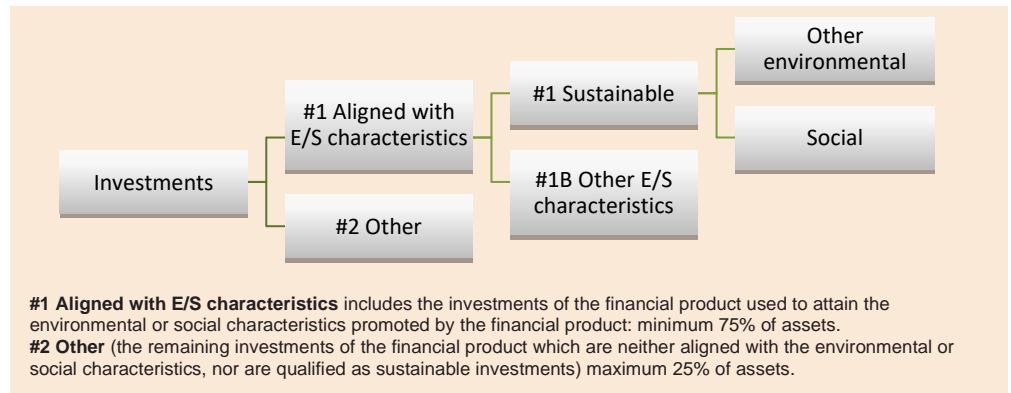 Other
environmental
#1 Sustainable
#1 Aligned with
E/S characteristics
Social
Investments
#1B Other E/S
characteristics
#2 Other
#1 Aligned with E/S characteristics includes the investments of the financial product used to attain the
environmental or social characteristics promoted by the financial product: minimum 75% of assets.
#2 Other (the remaining investments of the financial product which are neither aligned with the environmental or
social characteristics, nor are qualified as sustainable investments) maximum 25% of assets.